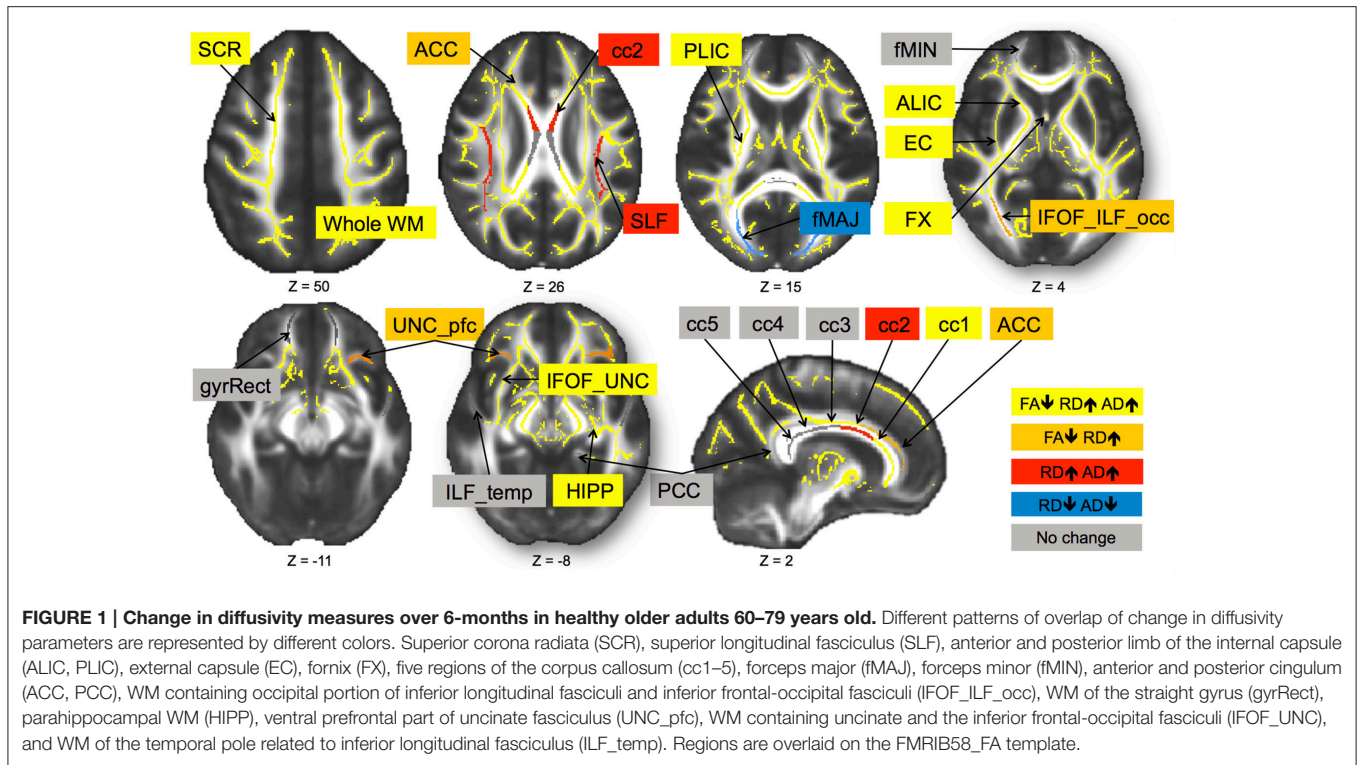 SCR
ACC
cc2
PLIC
fMIN
ALIC
EC
Whole WM
SLF
fMAJ
FX
IFOF_ILF_occ
Z = 50
Z = 26
Z = 15
Z = 4
UNC_pfc
cc5
cc4
cc3
cc2
cc1
ACC
gyrRect
IFOF_UNC
ILF_temp
HIPP
PCC
FA↓ RD↑ AD↑
FA↓ RD↑
RD↑ AD↑
RD↓ AD↓
No change
Z = -11
Z = -8
Z = 2
FIGURE 1 | Change in diffusivity measures over 6-months in healthy older adults 60–79 years old. Different patterns of overlap of change in diffusivity
parameters are represented by different colors. Superior corona radiata (SCR), superior longitudinal fasciculus (SLF), anterior and posterior limb of the internal capsule
(ALIC, PLIC), external capsule (EC), fornix (FX), five regions of the corpus callosum (cc1–5), forceps major (fMAJ), forceps minor (fMIN), anterior and posterior cingulum
(ACC, PCC), WM containing occipital portion of inferior longitudinal fasciculi and inferior frontal-occipital fasciculi (IFOF_ILF_occ), WM of the straight gyrus (gyrRect),
parahippocampal WM (HIPP), ventral prefrontal part of uncinate fasciculus (UNC_pfc), WM containing uncinate and the inferior frontal-occipital fasciculi (IFOF_UNC),
and WM of the temporal pole related to inferior longitudinal fasciculus (ILF_temp). Regions are overlaid on the FMRIB58_FA template.